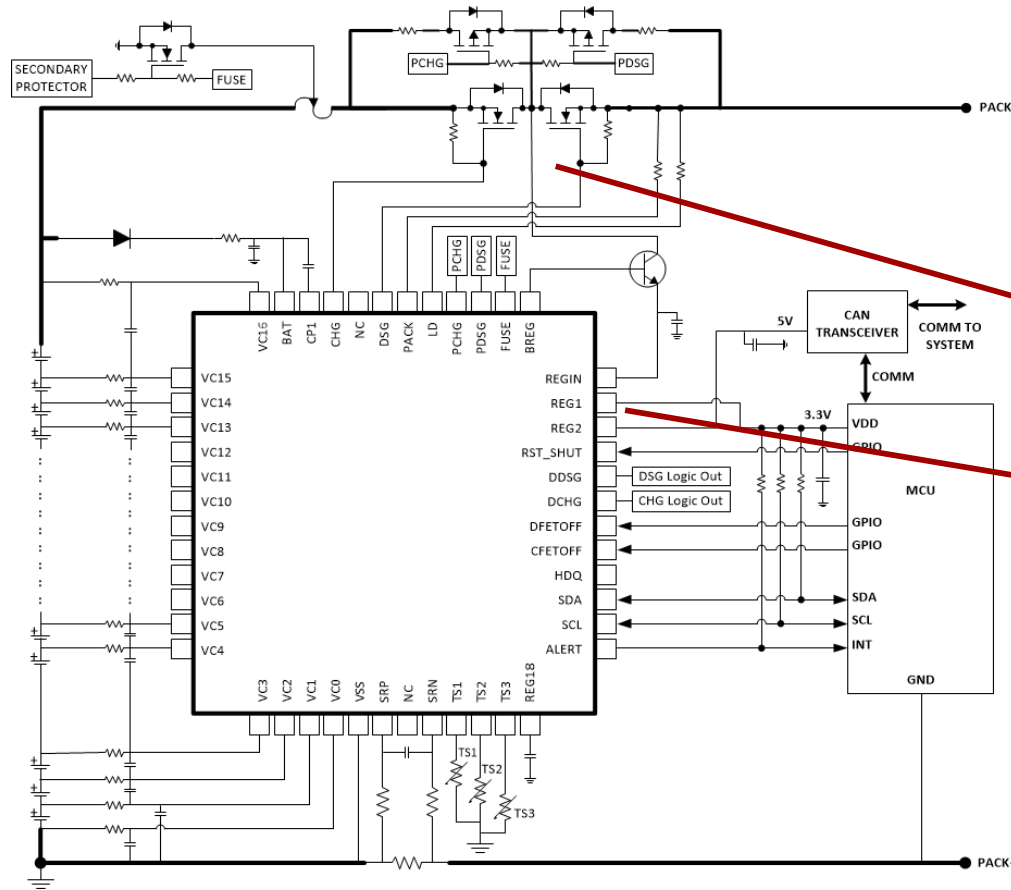 SECONDARY
PROTECTOR
FUSE
PCHG
PDSG
PACK
PCHG
PDSG
FUSE
VC16
BAT
CP1
CHG
NC
DSG
PACK
LD
PCHG
PDSG
FUSE
BREG
5V
CAN
TRANSCEIVER
COMM TO
SYSTEM
COMM
3.3V
VC15
VC14
VC13
VC12
VC11
VC10
VC9
VC8
VC7
VC6
VC5
VC4
REGIN
REG1
REG2
RST_SHUT
DDSG
DCHG
DFETOFF
CFETOFF
HDQ
SDA
SCL
ALERT
DSG Logic Out
CHG Logic Out
VDD
GPIO
MCU
GPIO
GPIO
SDA
SCL
INT
GND
VC3
VC2
VC1
VC0
VSS
SRP
NC
SRN
TS1
TS2
TS3
REG18
TS1
TS2
TS3
PACK-